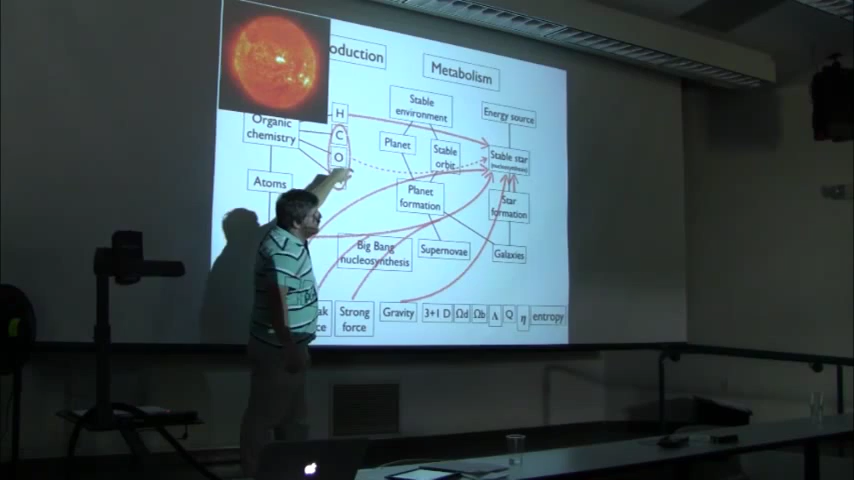 oduction
Metabolism
Stable
environment
Energy source
H
Organic
chemistry
C
O
Planet
Stable
orbit
Stable star
Atoms
Planet
formation
Star
formation
Big Bang
nucleosynthesis
Supernovae
Galaxies
ak
ce
Strong
force
Gravity
3+1 D
Ωd
Ωb
Λ
Q
η
entropy